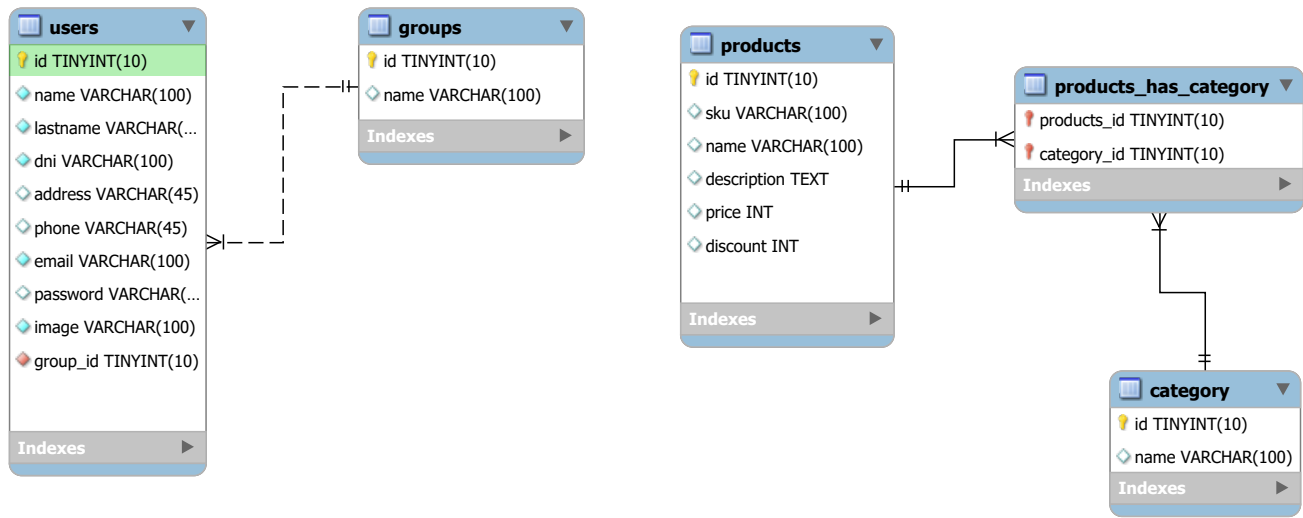 users
id TINYINT(10)
name VARCHAR(100)
lastname VARCHAR(...
dni VARCHAR(100)
address VARCHAR(45)
phone VARCHAR(45)
email VARCHAR(100)
password VARCHAR(...
image VARCHAR(100)
group_id TINYINT(10)
Indexes
groups
id TINYINT(10)
name VARCHAR(100)
Indexes
products
id TINYINT(10)
sku VARCHAR(100)
name VARCHAR(100)
description TEXT
price INT
discount INT
Indexes
products_has_category
products_id TINYINT(10)
category_id TINYINT(10)
Indexes
category
id TINYINT(10)
name VARCHAR(100)
Indexes